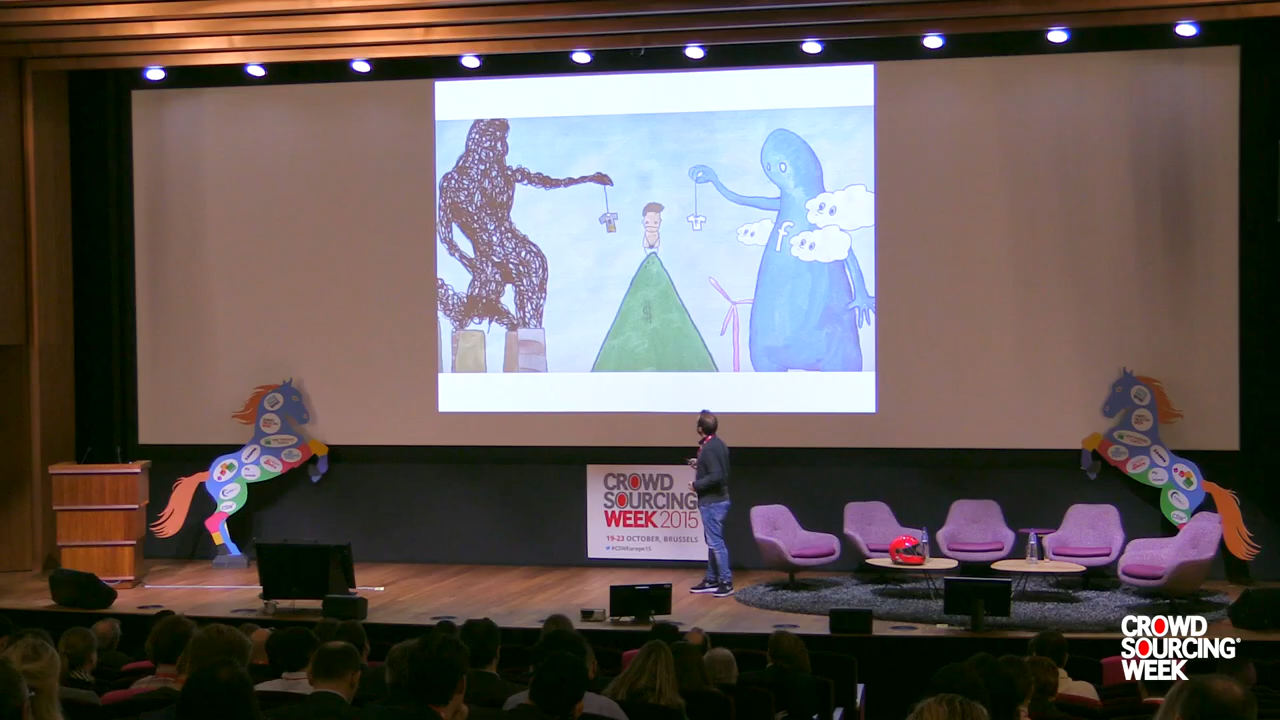 f
$
CROWD
SOURCING
WEEK 2015
19-23 OCTOBER, BRUSSELS
#CSWEurope15
CROWD
SOURCING®
WEEK